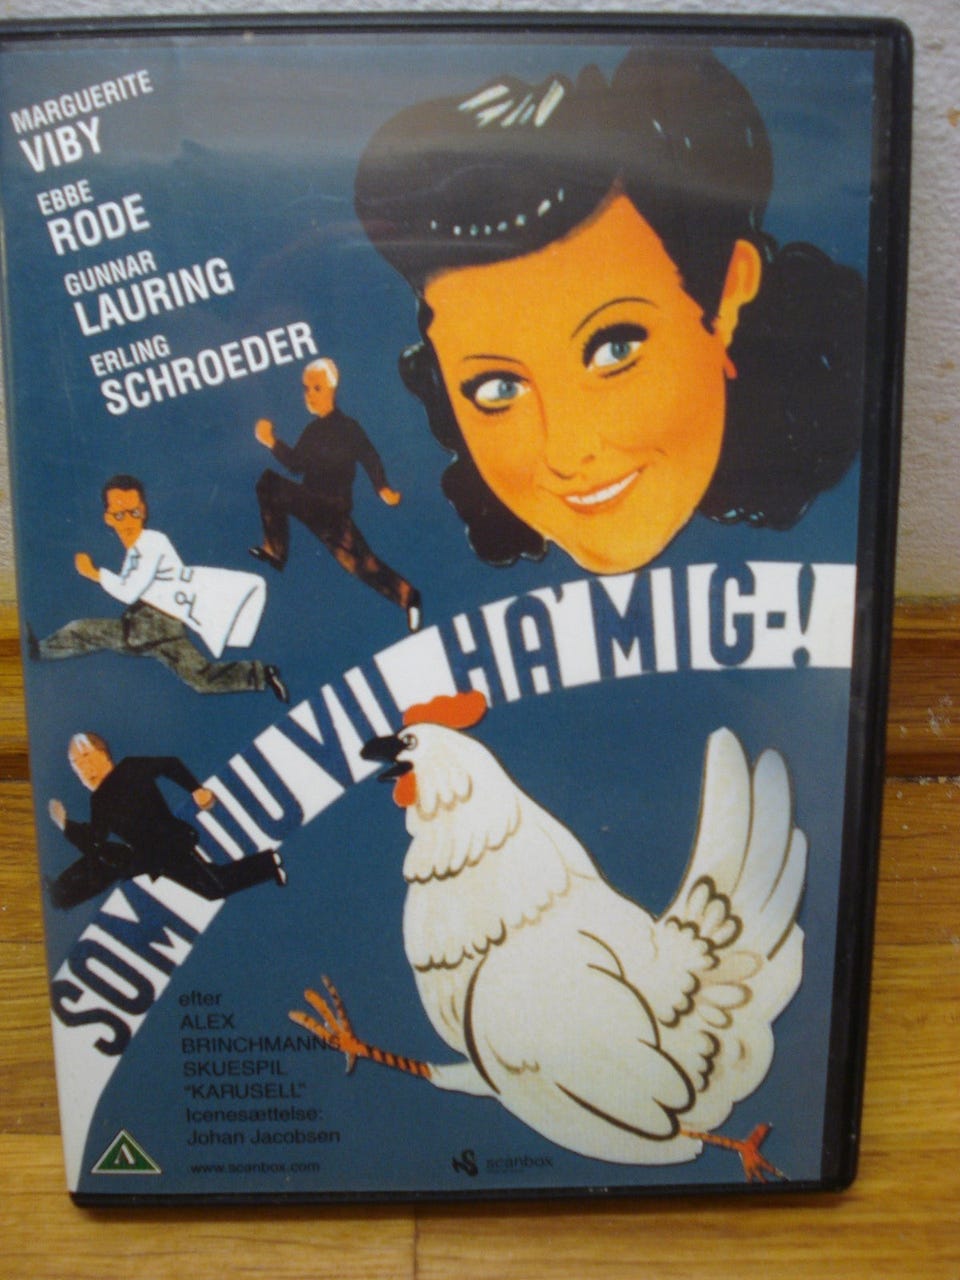 MARGUERITE
VIBY
EBBE
RODE
GUNNAR
LAURING
ERLING
SCHROEDER
SOM DU VIL HA' MIG-!
efter
ALEX
BRINCHMANNS
SKUESPIL
"KARUSELL"
Icenesættelse:
Johan Jacobsen
www.scanbox.com
scanbox